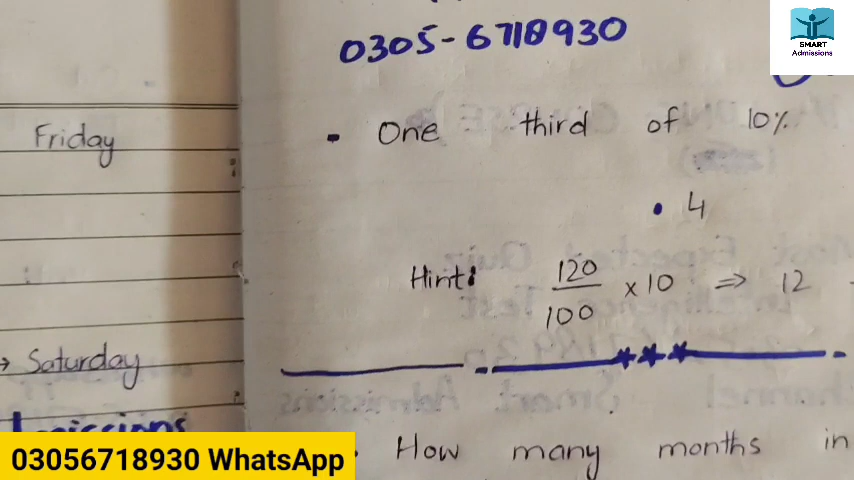 0305-6718930
SMART
Admissions
Friday
• One third of 10%
• 4
Hint: 120/100 × 10 ⇒ 12
→ Saturday
***
How many months in
03056718930 WhatsApp